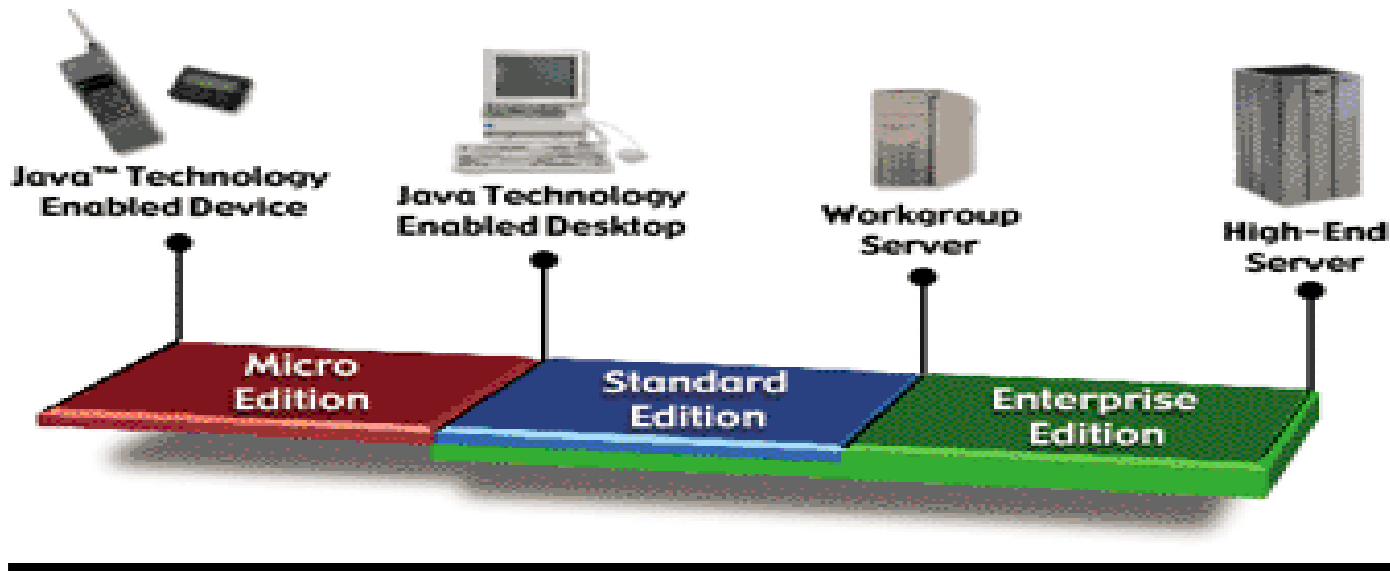 Java™ Technology
Enabled Device
Java Technology
Enabled Desktop
Workgroup
Server
High-End
Server
Micro
Edition
Standard
Edition
Enterprise
Edition